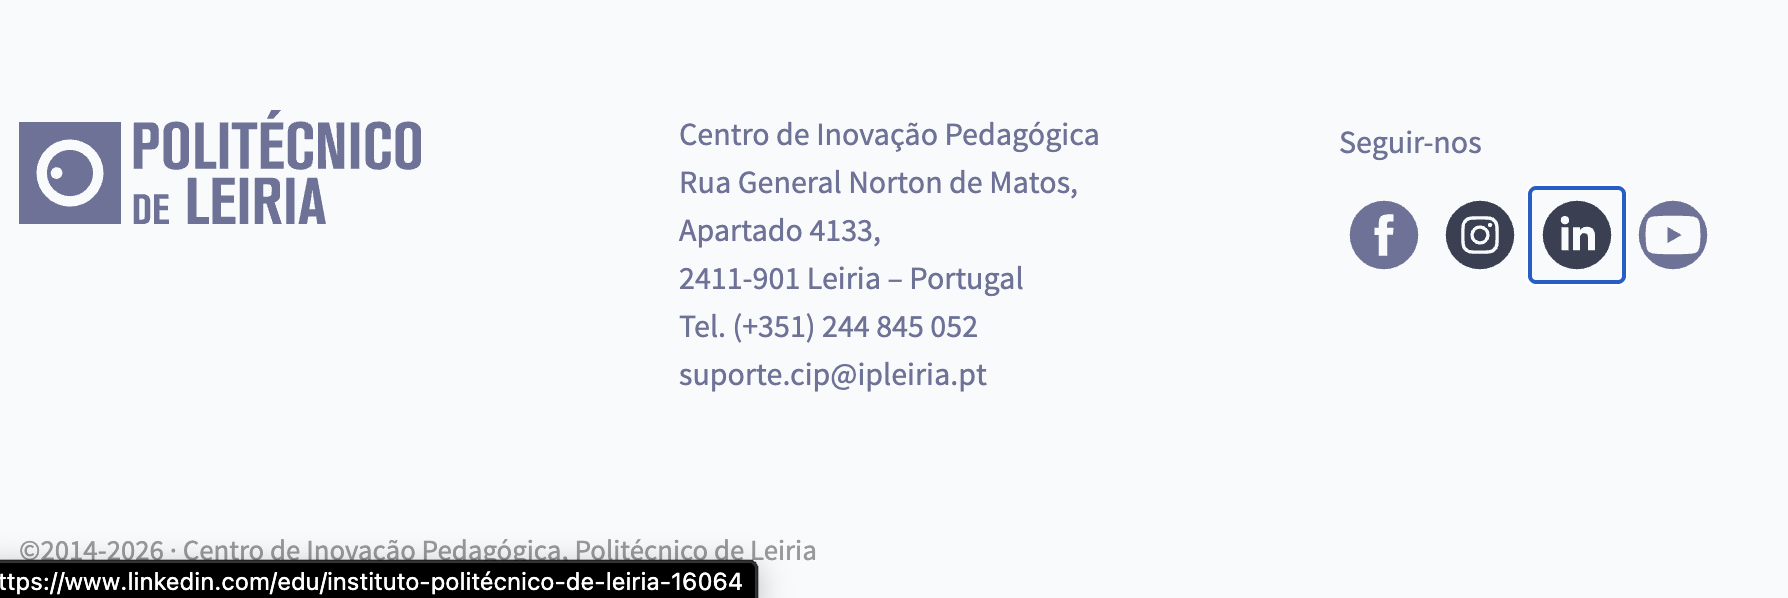 POLITÉCNICO
DE LEIRIA
Centro de Inovação Pedagógica
Rua General Norton de Matos,
Apartado 4133,
2411-901 Leiria – Portugal
Tel. (+351) 244 845 052
suporte.cip@ipleiria.pt
Seguir-nos
f
in
©2014-2026 · Centro de Inovação Pedagógica, Politécnico de Leiria
ttps://www.linkedin.com/edu/instituto-politécnico-de-leiria-16064